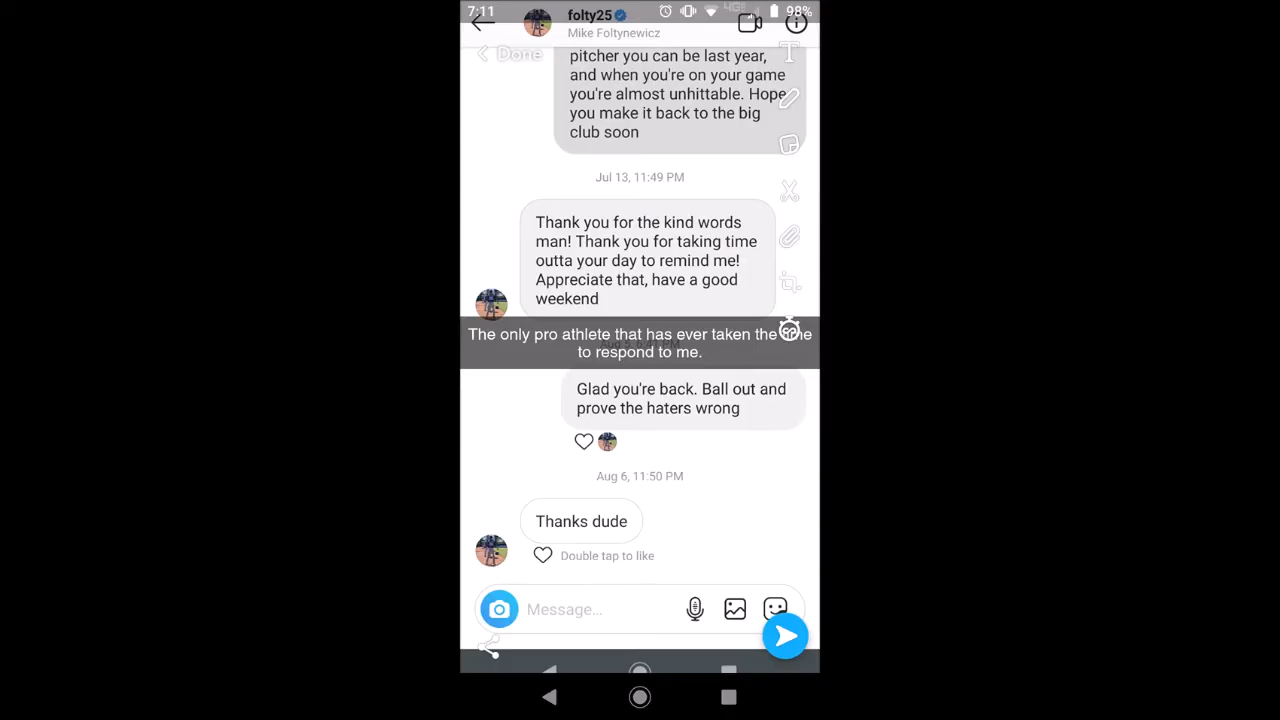 7:11
98%
folty25
Mike Foltynewicz
Done
pitcher you can be last year,
and when you're on your game
you're almost unhittable. Hope
you make it back to the big
club soon
Jul 13, 11:49 PM
Thank you for the kind words
man! Thank you for taking time
outta your day to remind me!
Appreciate that, have a good
weekend
The only pro athlete that has ever taken the time
to respond to me.
Glad you're back. Ball out and
prove the haters wrong
Aug 6, 11:50 PM
Thanks dude
Double tap to like
Message...